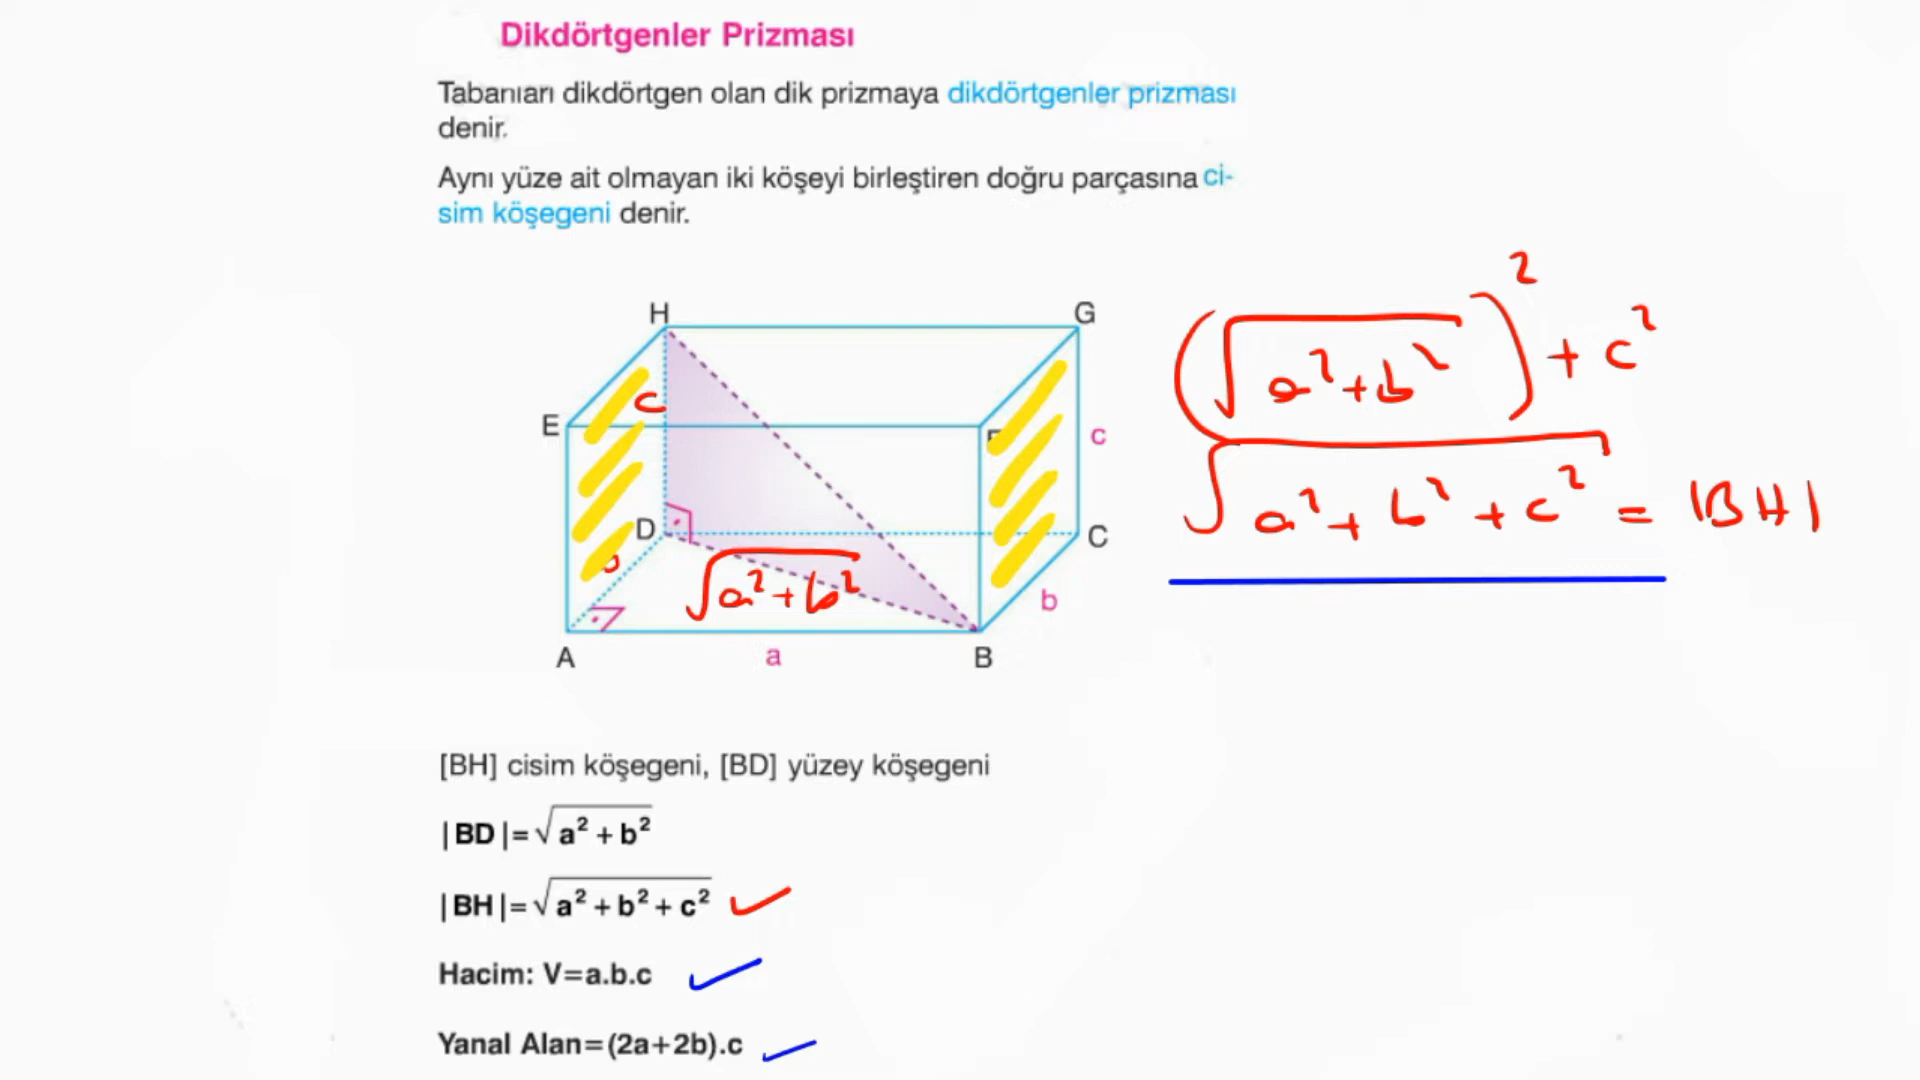 Dikdörtgenler Prizması
Tabanları dikdörtgen olan dik prizmaya dikdörtgenler prizması
denir.
Aynı yüze ait olmayan iki köşeyi birleştiren doğru parçasına ci-
sim köşegeni denir.
H
G
E
c
c
D
C
b
A
a
B
√a²+b²
(√a²+b²)²+c²
√a²+b²+c² = |BH|
[BH] cisim köşegeni, [BD] yüzey köşegeni
|BD|=√a²+b²
|BH|=√a²+b²+c²
Hacim: V=a.b.c
Yanal Alan=(2a+2b).c